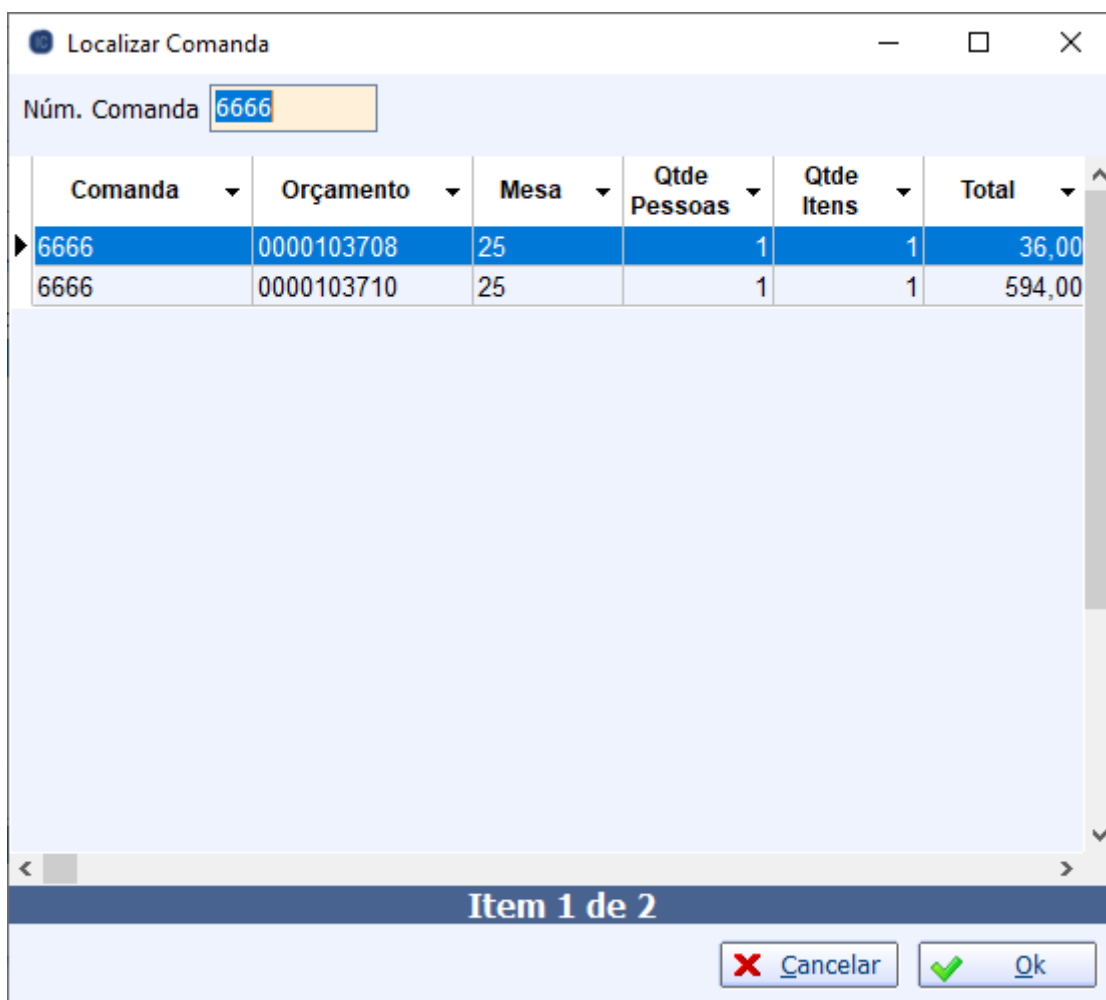 Localizar Comanda
Núm. Comanda 6666
Comanda Orçamento Mesa Qtde Pessoas Qtde Itens Total
6666 0000103708 25 1 1 36,00
6666 0000103710 25 1 1 594,00
Item 1 de 2
Cancelar Ok